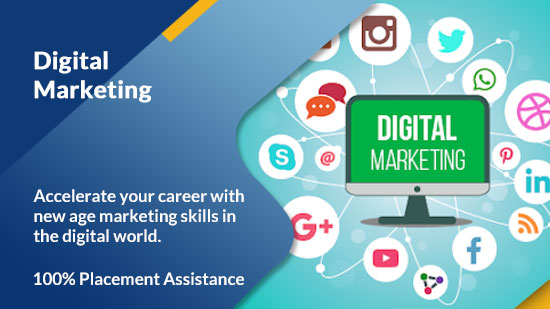 Digital
Marketing
Accelerate your career with
new age marketing skills in
the digital world.
100% Placement Assistance
DIGITAL
MARKETING